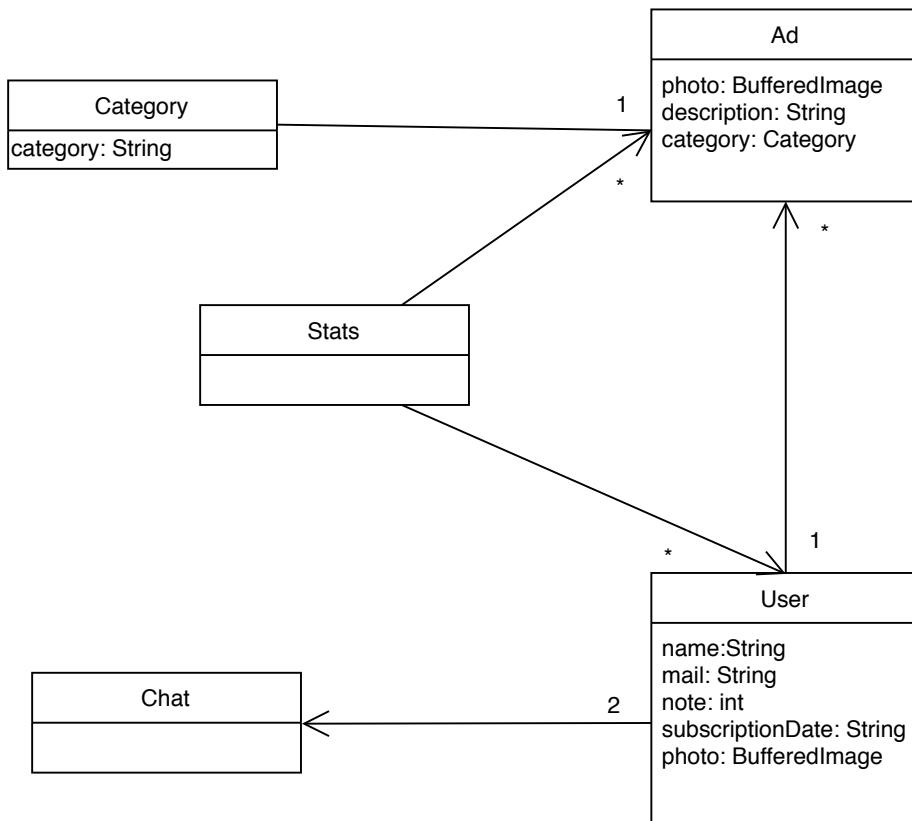 Ad
photo: BufferedImage
description: String
category: Category
Category
category: String
1
*
*
Stats
*
1
User
name:String
mail: String
note: int
subscriptionDate: String
photo: BufferedImage
Chat
2